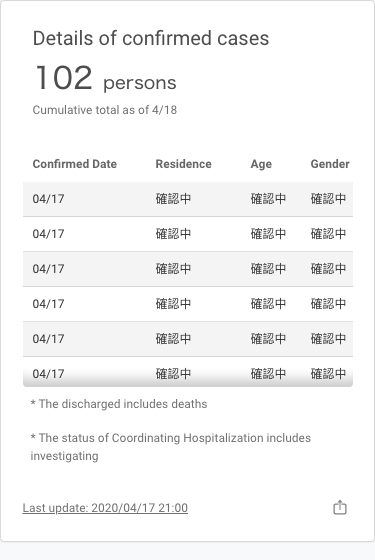 Details of confirmed cases
102 persons
Cumulative total as of 4/18
Confirmed Date Residence Age Gender
04/17 確認中 確認中 確認中
04/17 確認中 確認中 確認中
04/17 確認中 確認中 確認中
04/17 確認中 確認中 確認中
04/17 確認中 確認中 確認中
04/17 確認中 確認中 確認中
* The discharged includes deaths
* The status of Coordinating Hospitalization includes
investigating
Last update: 2020/04/17 21:00